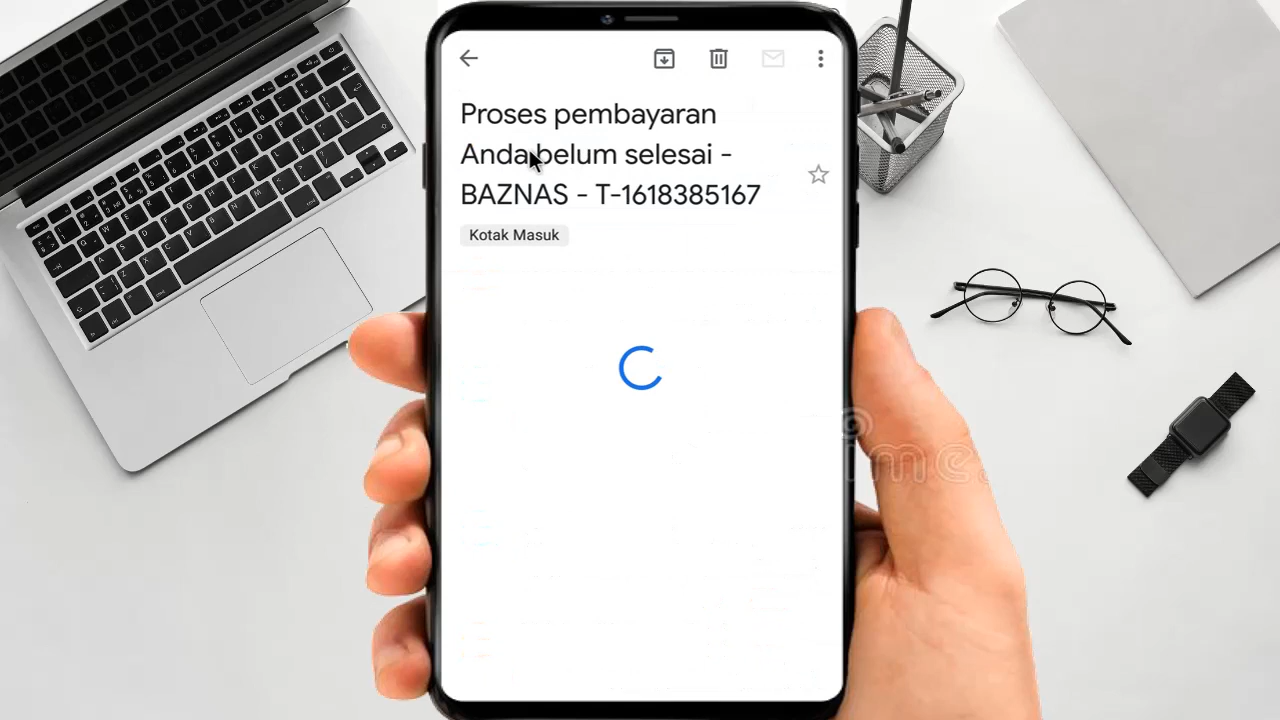 Proses pembayaran
Anda belum selesai -
BAZNAS - T-1618385167
Kotak Masuk